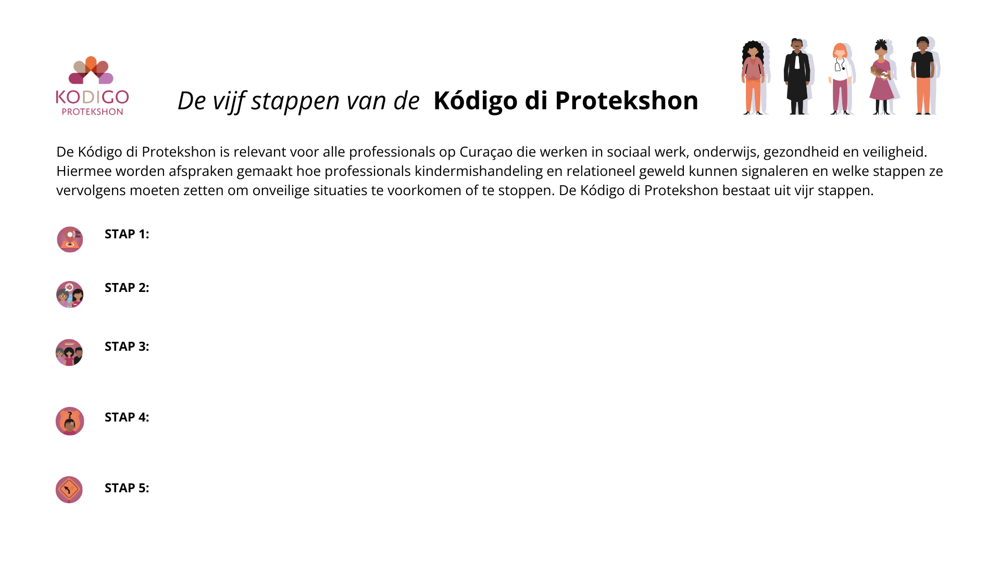 KODIGO
PROTEKSHON
De vijf stappen van de Kódigo di Protekshon
De Kódigo di Protekshon is relevant voor alle professionals op Curaçao die werken in sociaal werk, onderwijs, gezondheid en veiligheid.
Hiermee worden afspraken gemaakt hoe professionals kindermishandeling en relationeel geweld kunnen signaleren en welke stappen ze
vervolgens moeten zetten om onveilige situaties te voorkomen of te stoppen. De Kódigo di Protekshon bestaat uit vijr stappen.
STAP 1:
STAP 2:
STAP 3:
?
STAP 4:
STAP 5: